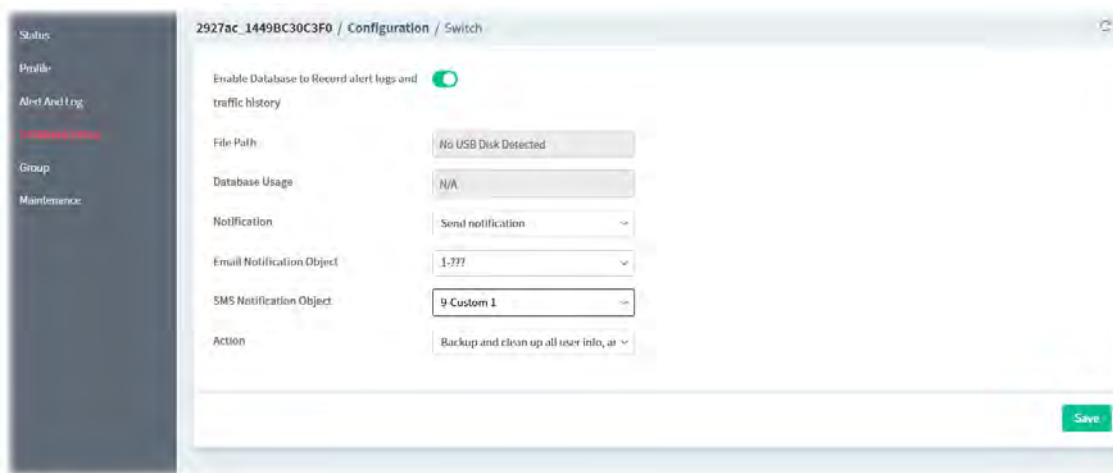 2927ac_1449BC30C3F0 / Configuration / Switch
Status
Profile
Alert And Log
Group
Maintenance
Enable Database to Record alert logs and
traffic history
File Path
No USB Disk Detected
Database Usage
N/A
Notification
Send notification
Email Notification Object
1-???
SMS Notification Object
9-Custom 1
Action
Backup and clean up all user info, ar
Save